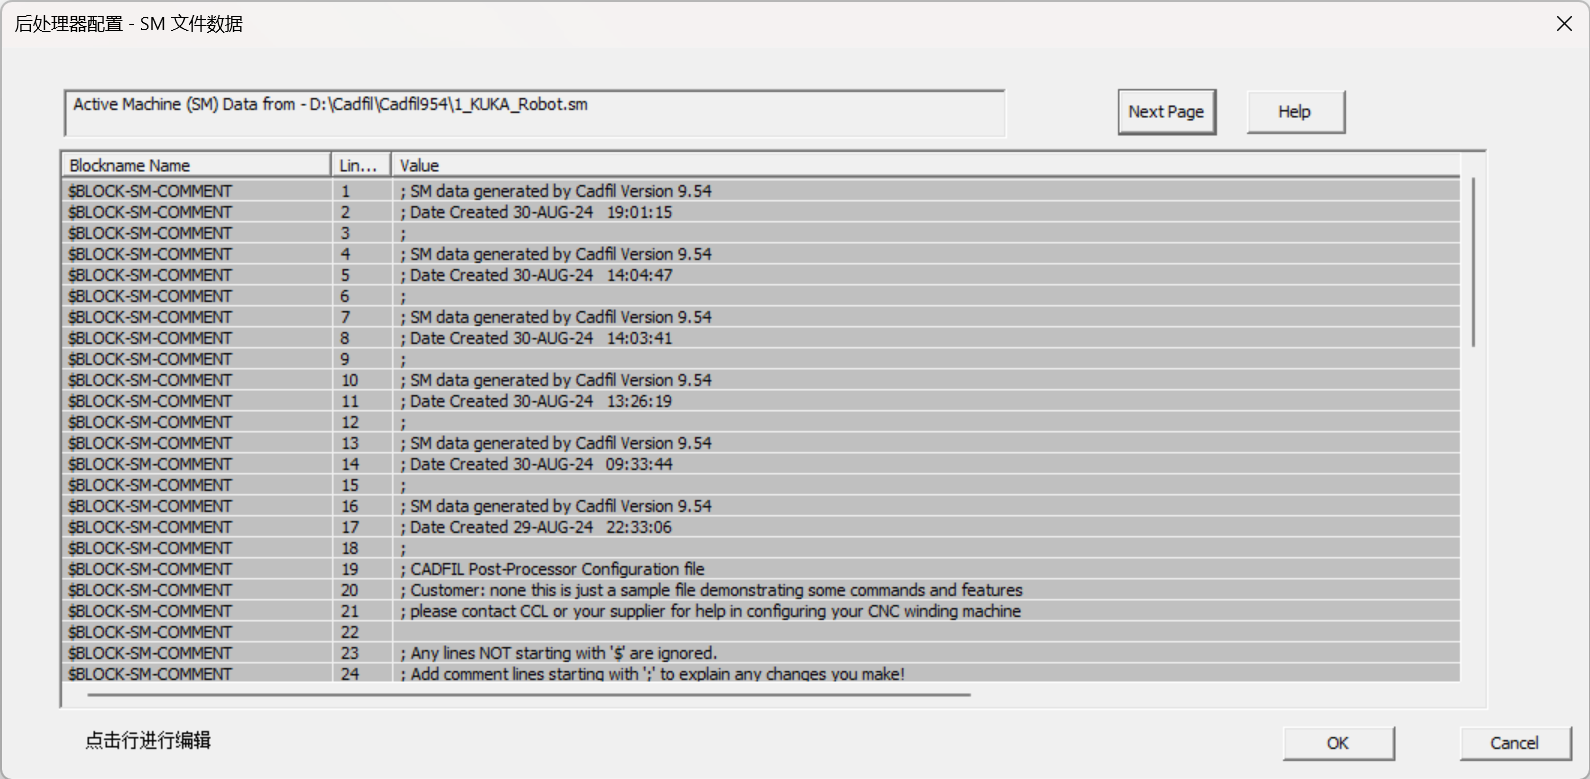 后处理器配置 - SM 文件数据
Active Machine (SM) Data from - D:\Cadfil\Cadfil954\1_KUKA_Robot.sm
Next Page
Help
Blockname Name Lin... Value
$BLOCK-SM-COMMENT 1 ; SM data generated by Cadfil Version 9.54
$BLOCK-SM-COMMENT 2 ; Date Created 30-AUG-24 19:01:15
$BLOCK-SM-COMMENT 3 ;
$BLOCK-SM-COMMENT 4 ; SM data generated by Cadfil Version 9.54
$BLOCK-SM-COMMENT 5 ; Date Created 30-AUG-24 14:04:47
$BLOCK-SM-COMMENT 6 ;
$BLOCK-SM-COMMENT 7 ; SM data generated by Cadfil Version 9.54
$BLOCK-SM-COMMENT 8 ; Date Created 30-AUG-24 14:03:41
$BLOCK-SM-COMMENT 9 ;
$BLOCK-SM-COMMENT 10 ; SM data generated by Cadfil Version 9.54
$BLOCK-SM-COMMENT 11 ; Date Created 30-AUG-24 13:26:19
$BLOCK-SM-COMMENT 12 ;
$BLOCK-SM-COMMENT 13 ; SM data generated by Cadfil Version 9.54
$BLOCK-SM-COMMENT 14 ; Date Created 30-AUG-24 09:33:44
$BLOCK-SM-COMMENT 15 ;
$BLOCK-SM-COMMENT 16 ; SM data generated by Cadfil Version 9.54
$BLOCK-SM-COMMENT 17 ; Date Created 29-AUG-24 22:33:06
$BLOCK-SM-COMMENT 18 ;
$BLOCK-SM-COMMENT 19 ; CADFIL Post-Processor Configuration file
$BLOCK-SM-COMMENT 20 ; Customer: none this is just a sample file demonstrating some commands and features
$BLOCK-SM-COMMENT 21 ; please contact CCL or your supplier for help in configuring your CNC winding machine
$BLOCK-SM-COMMENT 22
$BLOCK-SM-COMMENT 23 ; Any lines NOT starting with '$' are ignored.
$BLOCK-SM-COMMENT 24 ; Add comment lines starting with ';' to explain any changes you make!
点击行进行编辑
OK
Cancel